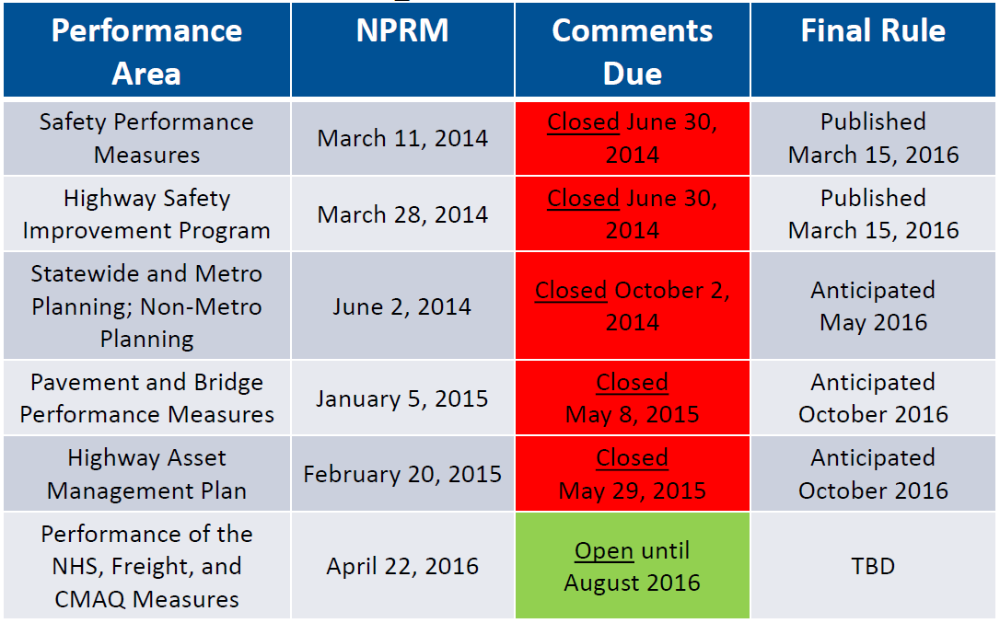 Performance
Area
NPRM
Comments
Due
Final Rule
Safety Performance
Measures
March 11, 2014
Closed June 30,
2014
Published
March 15, 2016
Highway Safety
Improvement Program
March 28, 2014
Closed June 30,
2014
Published
March 15, 2016
Statewide and Metro
Planning; Non-Metro
Planning
June 2, 2014
Closed October 2,
2014
Anticipated
May 2016
Pavement and Bridge
Performance Measures
January 5, 2015
Closed
May 8, 2015
Anticipated
October 2016
Highway Asset
Management Plan
February 20, 2015
Closed
May 29, 2015
Anticipated
October 2016
Performance of the
NHS, Freight, and
CMAQ Measures
April 22, 2016
Open until
August 2016
TBD